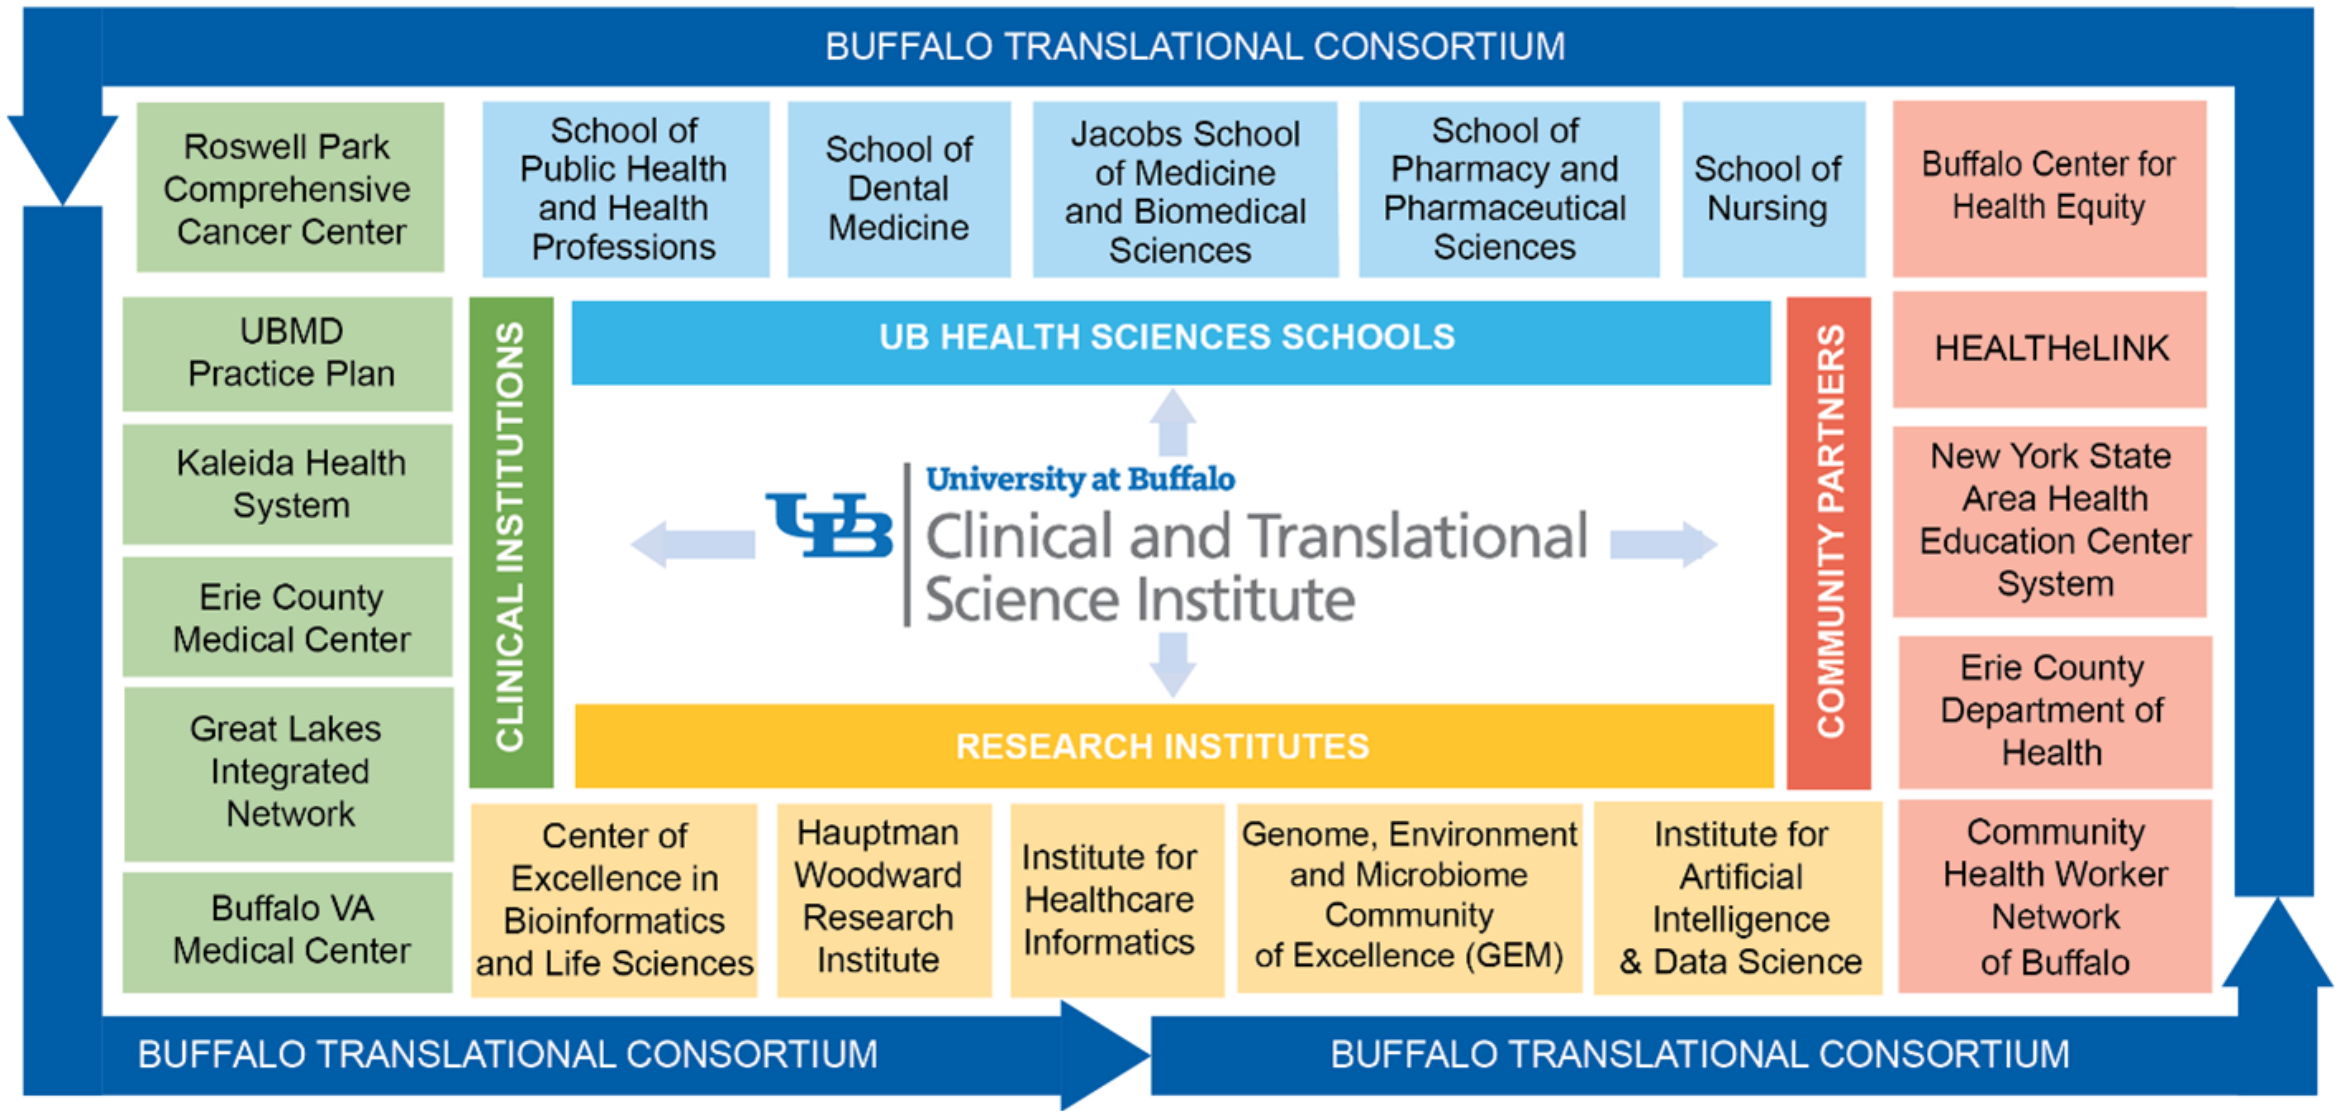 BUFFALO TRANSLATIONAL CONSORTIUM
Roswell Park
Comprehensive
Cancer Center
School of
Public Health
and Health
Professions
School of
Dental
Medicine
Jacobs School
of Medicine
and Biomedical
Sciences
School of
Pharmacy and
Pharmaceutical
Sciences
School of
Nursing
Buffalo Center for
Health Equity
UBMD
Practice Plan
Kaleida Health
System
Erie County
Medical Center
Great Lakes
Integrated
Network
Buffalo VA
Medical Center
CLINICAL INSTITUTIONS
UB HEALTH SCIENCES SCHOOLS
UB
University at Buffalo
Clinical and Translational
Science Institute
RESEARCH INSTITUTES
COMMUNITY PARTNERS
HEALTHeLINK
New York State
Area Health
Education Center
System
Erie County
Department of
Health
Community
Health Worker
Network
of Buffalo
Center of
Excellence in
Bioinformatics
and Life Sciences
Hauptman
Woodward
Research
Institute
Institute for
Healthcare
Informatics
Genome, Environment
and Microbiome
Community
of Excellence (GEM)
Institute for
Artificial
Intelligence
& Data Science
BUFFALO TRANSLATIONAL CONSORTIUM
BUFFALO TRANSLATIONAL CONSORTIUM